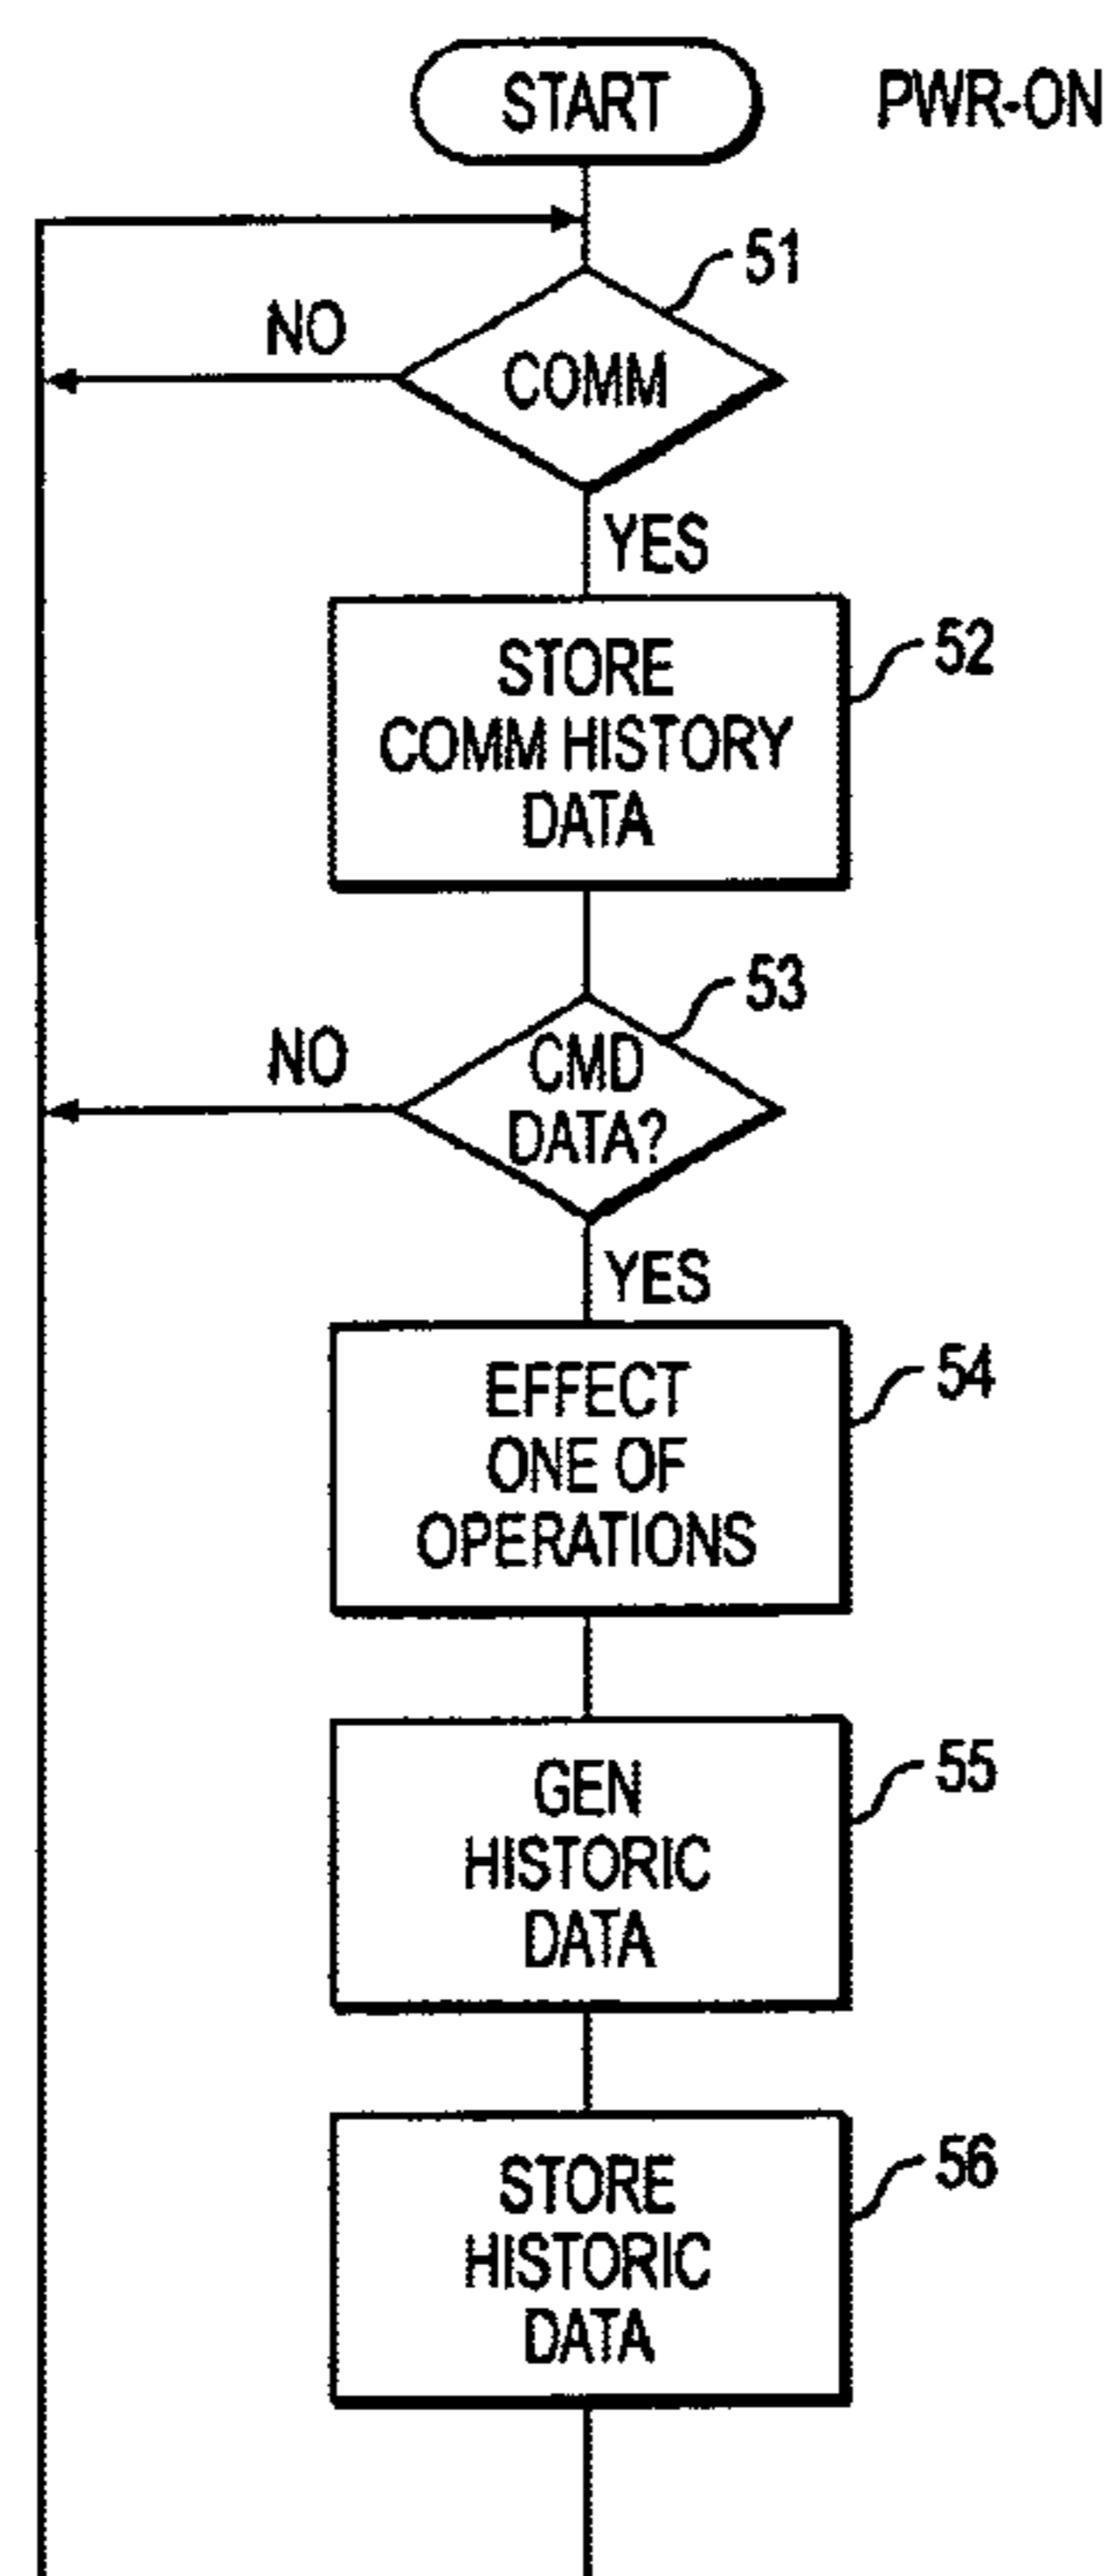 START
PWR-ON
51
NO
COMM
YES
52
STORE
COMM HISTORY
DATA
53
NO
CMD
DATA?
YES
54
EFFECT
ONE OF
OPERATIONS
55
GEN
HISTORIC
DATA
56
STORE
HISTORIC
DATA